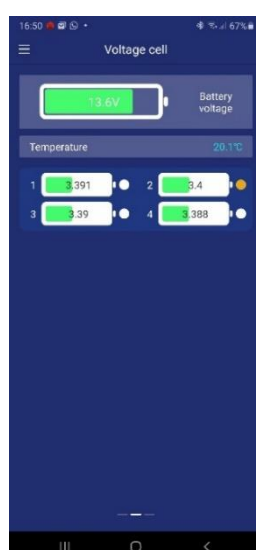 16:50 67%
Voltage cell
13.6V Battery voltage
Temperature 20.1°C
1 3.391 2 3.4
3 3.39 4 3.388